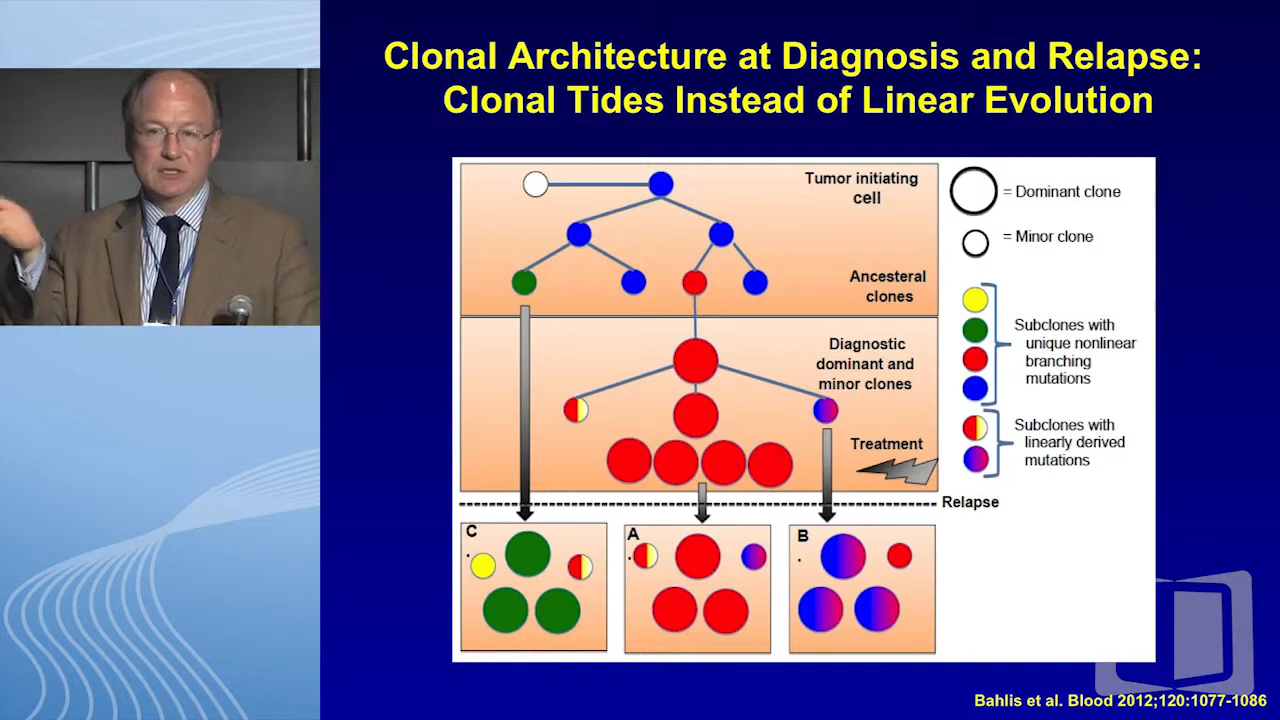 Clonal Architecture at Diagnosis and Relapse:
Clonal Tides Instead of Linear Evolution
Tumor initiating
cell
Ancesteral
clones
Diagnostic
dominant and
minor clones
Treatment
Relapse
C
.
A
.
B
.
= Dominant clone
= Minor clone
Subclones with
unique nonlinear
branching
mutations
Subclones with
linearly derived
mutations
Bahlis et al. Blood 2012;120:1077-1086